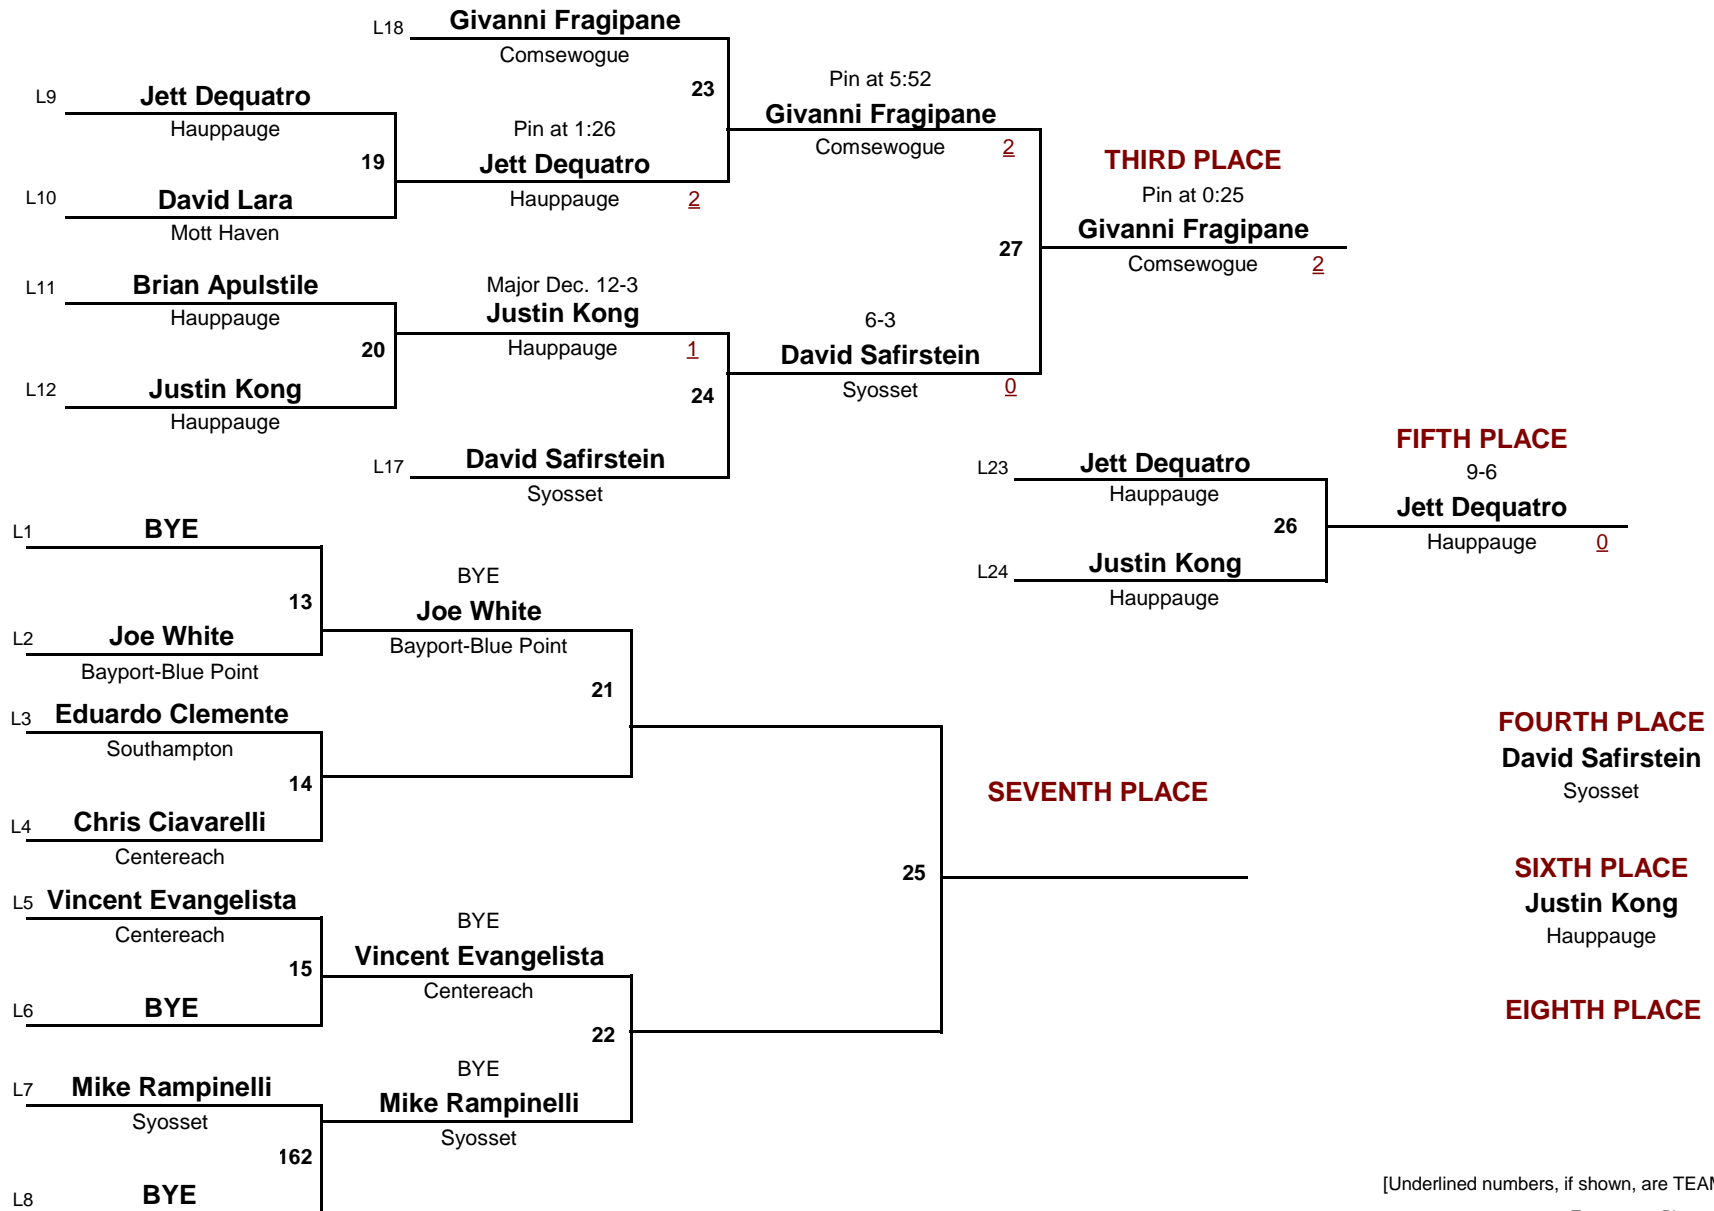 L18 Givanni Fragipane
Comsewogue
23
Pin at 5:52
L9 Jett Dequatro
Givanni Fragipane
Hauppauge
Pin at 1:26
Comsewogue 2
THIRD PLACE
19
Jett Dequatro
Pin at 0:25
L10 David Lara
Hauppauge 2
Mott Haven
Givanni Fragipane
27
Comsewogue 2
L11 Brian Apulstile
Major Dec. 12-3
Hauppauge
Justin Kong
6-3
20
Hauppauge 1
David Safirstein
L12 Justin Kong
24
Syosset 0
Hauppauge
FIFTH PLACE
L17 David Safirstein
L23 Jett Dequatro
9-6
Syosset
Hauppauge
Jett Dequatro
L1 BYE
26
Hauppauge 0
BYE
L24 Justin Kong
13
Joe White
Hauppauge
L2 Joe White
Bayport-Blue Point
Bayport-Blue Point
21
L3 Eduardo Clemente
FOURTH PLACE
Southampton
David Safirstein
14
SEVENTH PLACE
Syosset
L4 Chris Ciavarelli
Centereach
25
SIXTH PLACE
L5 Vincent Evangelista
Justin Kong
Centereach
BYE
Hauppauge
15
Vincent Evangelista
Centereach
L6 BYE
EIGHTH PLACE
22
BYE
L7 Mike Rampinelli
Mike Rampinelli
Syosset
Syosset
162
L8 BYE
[Underlined numbers, if shown, are TEAM